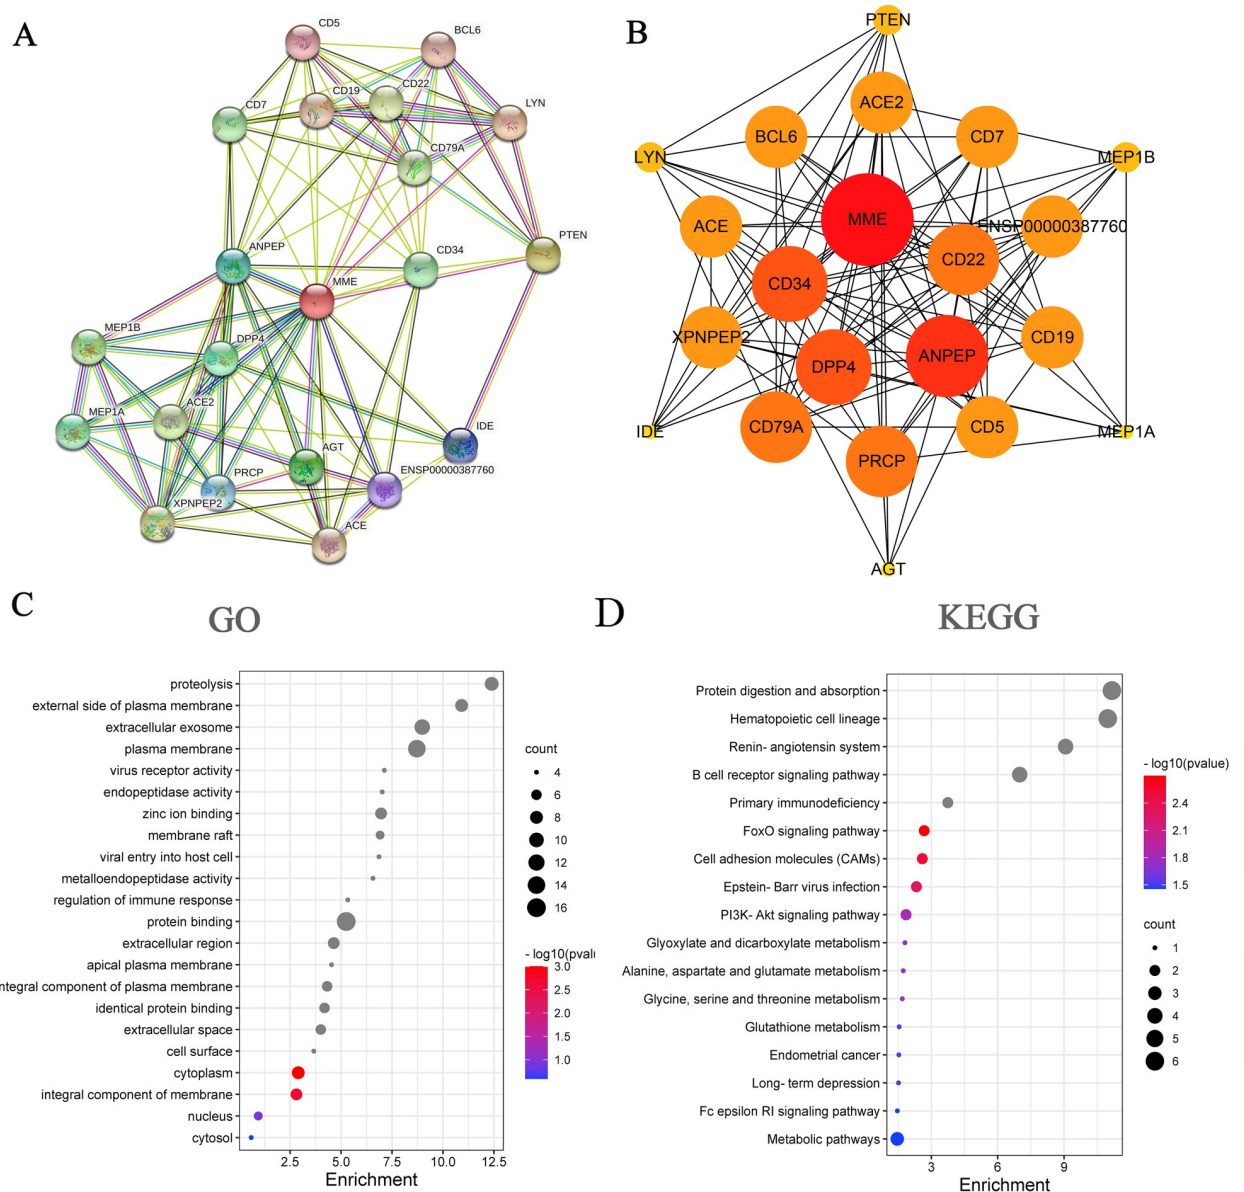 A
CD5
BCL6
CD19
CD22
CD7
LYN
CD79A
PTEN
ANPEP
CD34
MME
MEP1B
DPP4
MEP1A
ACE2
IDE
AGT
ENSP00000387760
PRCP
XPNPEP2
ACE
B
PTEN
ACE2
BCL6
CD7
LYN
MEP1B
MME
ACE
ENSP00000387760
CD22
CD34
XPNPEP2
CD19
DPP4
ANPEP
CD79A
CD5
IDE
MEP1A
PRCP
AGT
C
GO
proteolysis
external side of plasma membrane
extracellular exosome
plasma membrane
virus receptor activity
endopeptidase activity
zinc ion binding
membrane raft
viral entry into host cell
metalloendopeptidase activity
regulation of immune response
protein binding
extracellular region
apical plasma membrane
ntegral component of plasma membrane
identical protein binding
extracellular space
cell surface
cytoplasm
integral component of membrane
nucleus
cytosol
2.5 5.0 7.5 10.0 12.5
Enrichment
count
4
6
8
10
12
14
16
- log10(pvalu
3.0
2.5
2.0
1.5
1.0
D
KEGG
Protein digestion and absorption
Hematopoietic cell lineage
Renin- angiotensin system
B cell receptor signaling pathway
Primary immunodeficiency
FoxO signaling pathway
Cell adhesion molecules (CAMs)
Epstein- Barr virus infection
PI3K- Akt signaling pathway
Glyoxylate and dicarboxylate metabolism
Alanine, aspartate and glutamate metabolism
Glycine, serine and threonine metabolism
Glutathione metabolism
Endometrial cancer
Long- term depression
Fc epsilon RI signaling pathway
Metabolic pathways
3 6 9
Enrichment
- log10(pvalue)
2.4
2.1
1.8
1.5
count
1
2
3
4
5
6